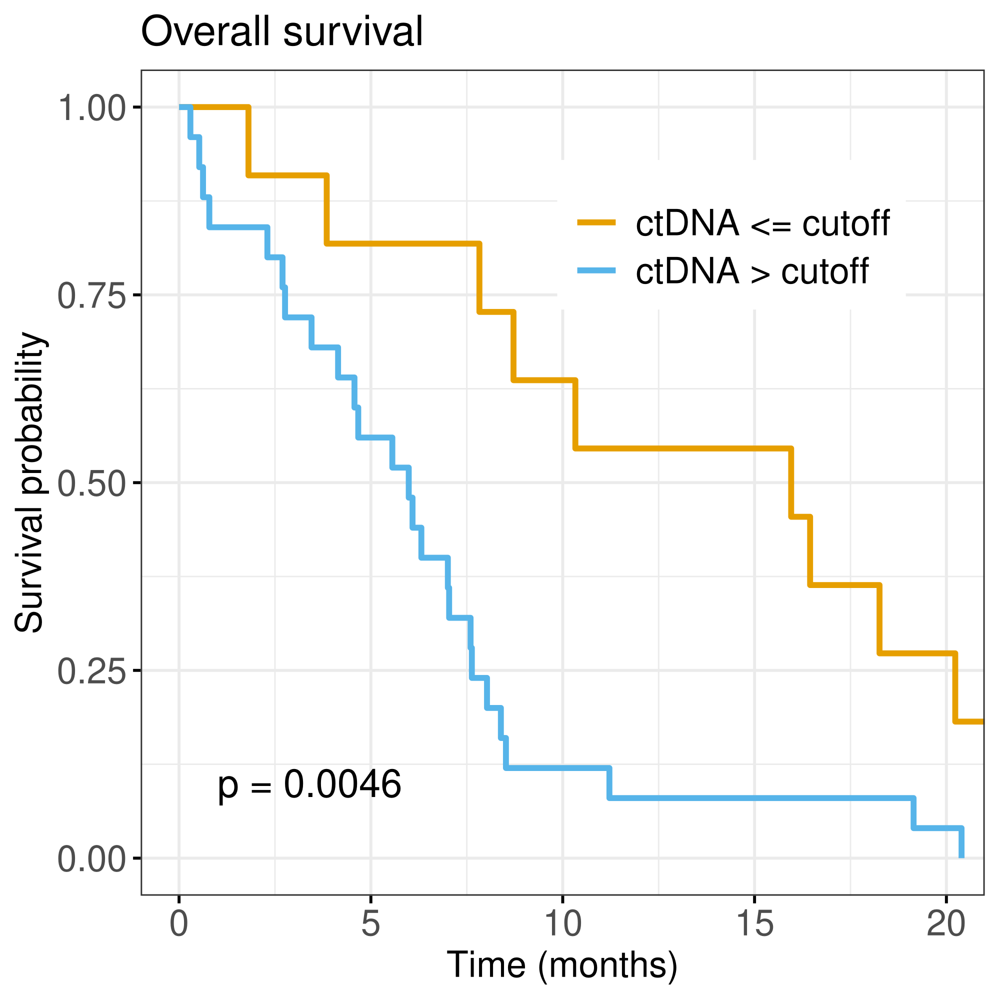 Overall survival
1.00
0.75
0.50
0.25
0.00
Survival probability
ctDNA <= cutoff
ctDNA > cutoff
p = 0.0046
0 5 10 15 20
Time (months)